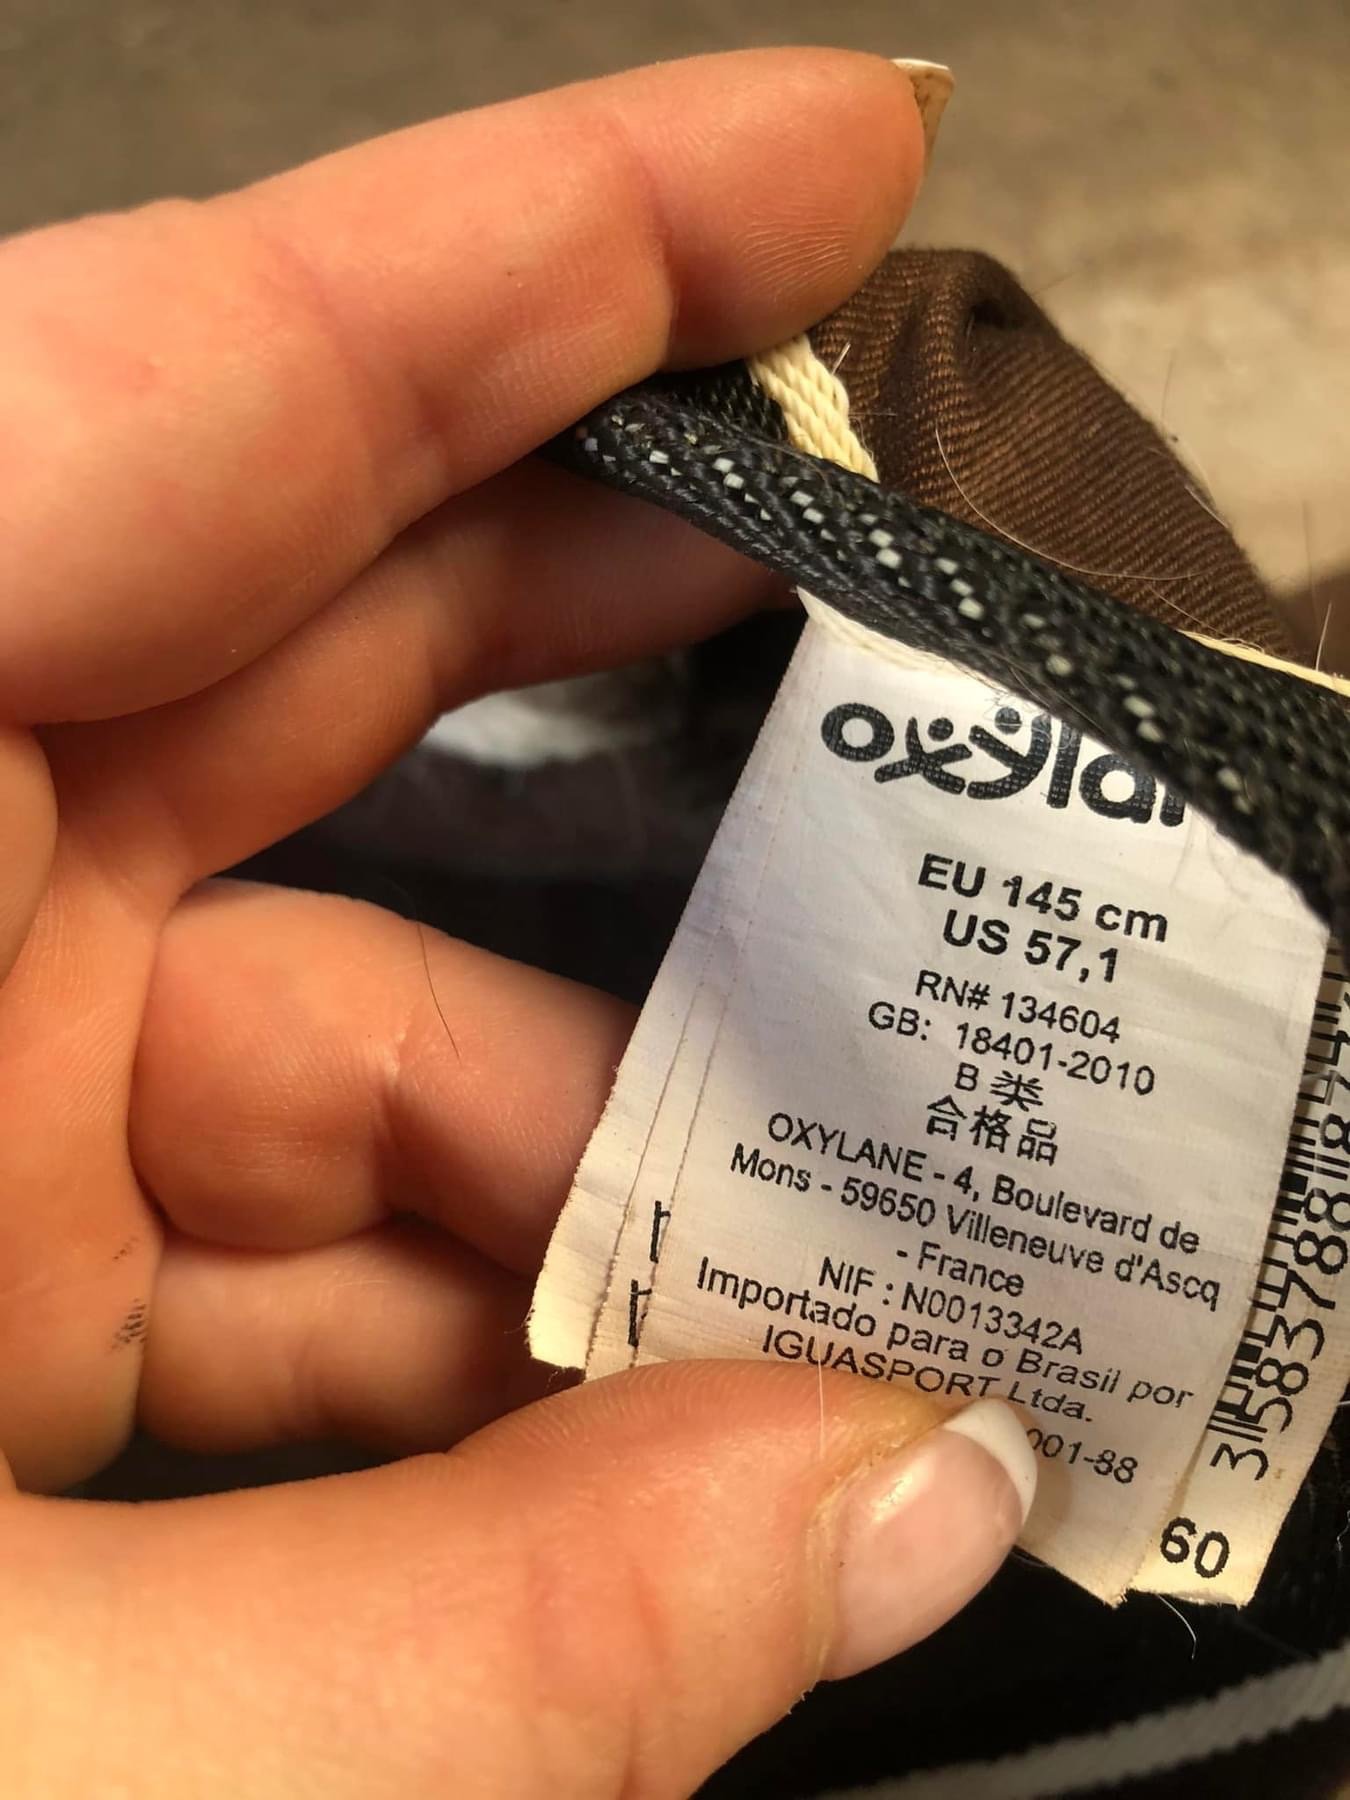 oxylan
EU 145 cm
US 57,1
RN# 134604
GB: 18401-2010
B 类
合格品
OXYLANE - 4, Boulevard de
Mons - 59650 Villeneuve d'Ascq
- France
NIF : N0013342A
Importado para o Brasil por
IGUASPORT Ltda.
001-88
60